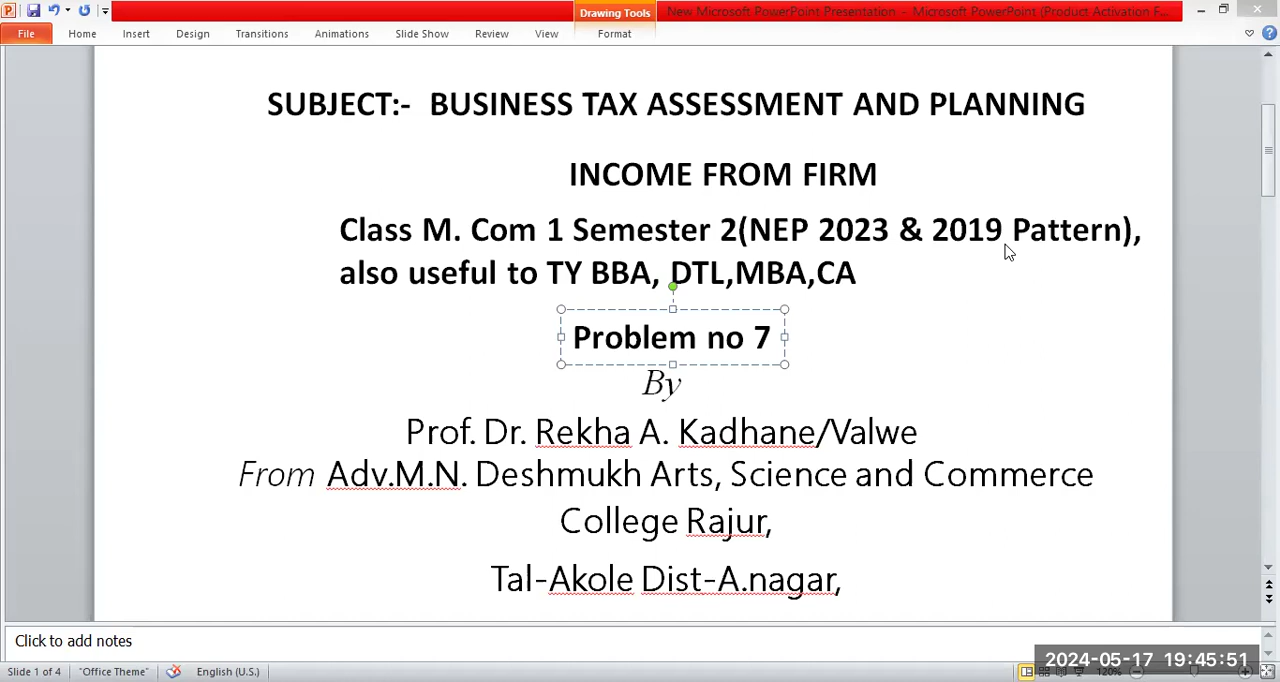 Drawing Tools
New Microsoft PowerPoint Presentation - Microsoft PowerPoint (Product Activation F...
File Home Insert Design Transitions Animations Slide Show Review View Format
SUBJECT:- BUSINESS TAX ASSESSMENT AND PLANNING
INCOME FROM FIRM
Class M. Com 1 Semester 2(NEP 2023 & 2019 Pattern),
also useful to TY BBA, DTL,MBA,CA
Problem no 7
By
Prof. Dr. Rekha A. Kadhane/Valwe
From Adv.M.N. Deshmukh Arts, Science and Commerce
College Rajur,
Tal-Akole Dist-A.nagar,
Click to add notes
2024-05-17 19:45:51
Slide 1 of 4 "Office Theme" English (U.S.) 120%